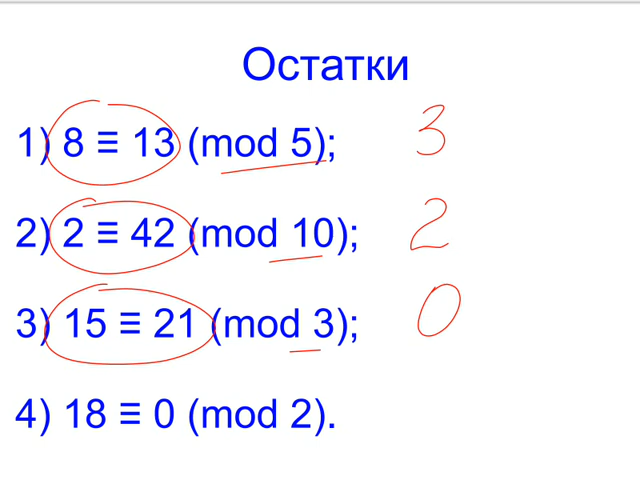 Остатки
1) 8 ≡ 13 (mod 5); 3
2) 2 ≡ 42 (mod 10); 2
3) 15 ≡ 21 (mod 3); 0
4) 18 ≡ 0 (mod 2).